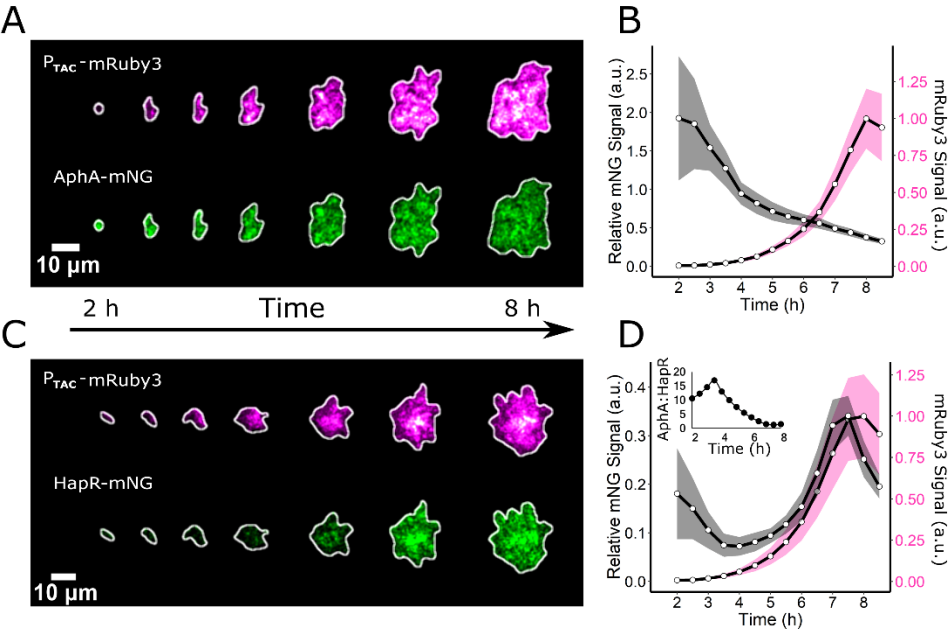 A
P_TAC-mRuby3
AphA-mNG
10 µm
B
Relative mNG Signal (a.u.)
2.5
2.0
1.5
1.0
0.5
0.0
2 3 4 5 6 7 8
Time (h)
1.25
1.00
0.75
0.50
0.25
0.00
mRuby3 Signal (a.u.)
2 h Time 8 h
C
P_TAC-mRuby3
HapR-mNG
10 µm
D
Relative mNG Signal (a.u.)
0.4
0.3
0.2
0.1
0.0
AphA:HapR
20
15
10
5
0
2 4 6 8
Time (h)
2 3 4 5 6 7 8
Time (h)
1.25
1.00
0.75
0.50
0.25
0.00
mRuby3 Signal (a.u.)